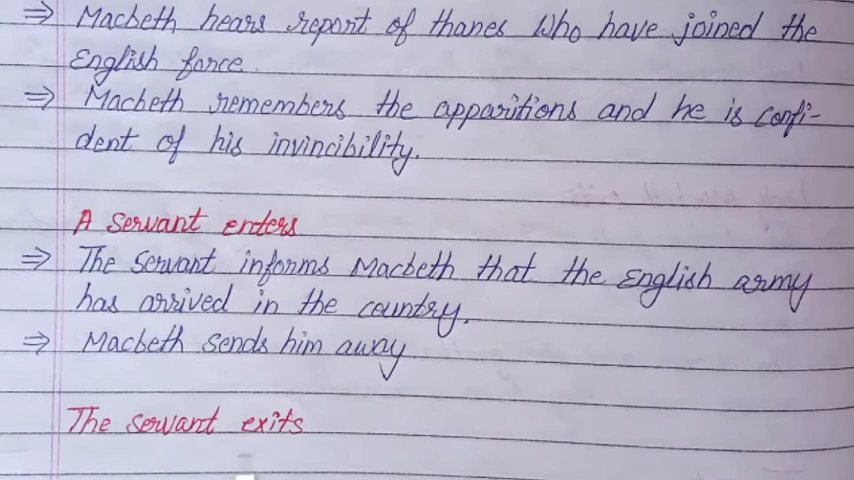 ⇒ Macbeth hears report of thanes who have joined the
English force.
⇒ Macbeth remembers the apparitions and he is confi-
dent of his invincibility.
A servant enters
⇒ The servant informs Macbeth that the English army
has arrived in the country.
⇒ Macbeth sends him away
The servant exits